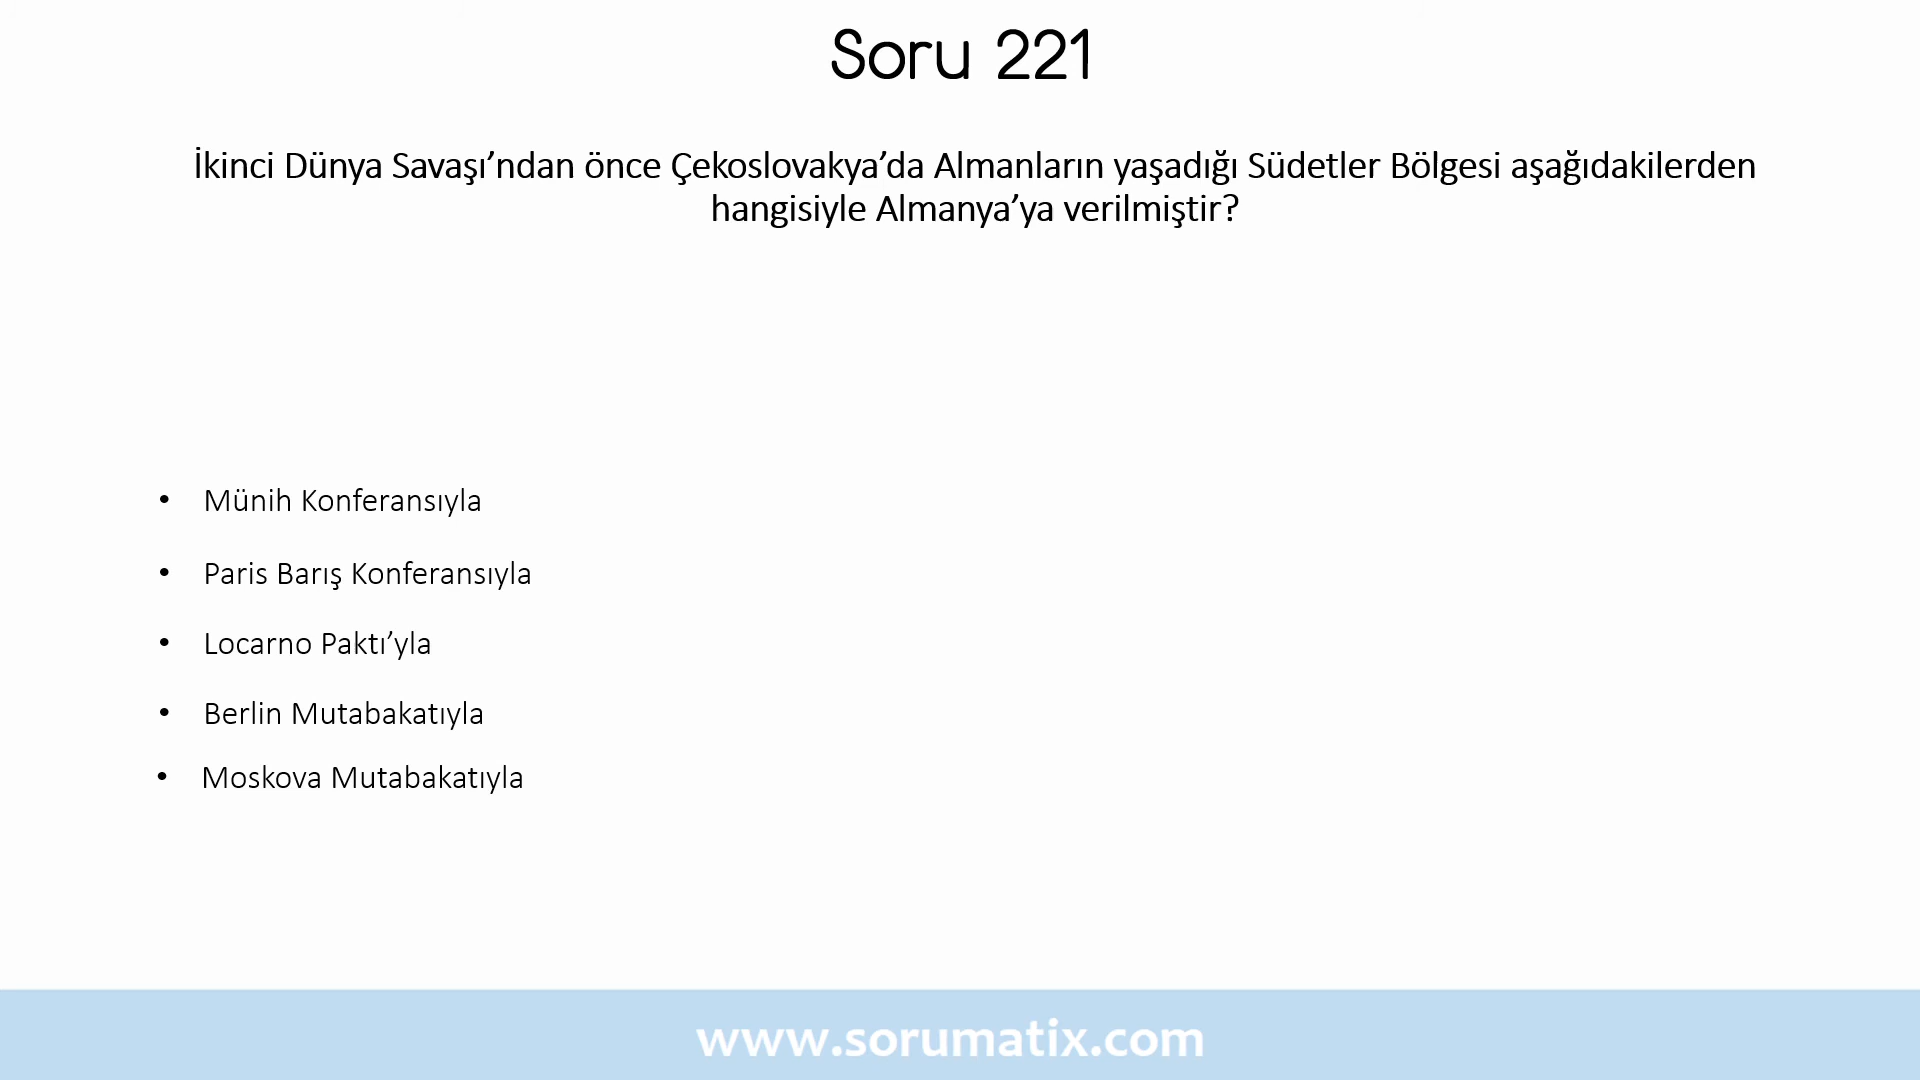 Soru 221
İkinci Dünya Savaşı’ndan önce Çekoslovakya’da Almanların yaşadığı Südetler Bölgesi aşağıdakilerden
hangisiyle Almanya’ya verilmiştir?
• Münih Konferansıyla
• Paris Barış Konferansıyla
• Locarno Paktı’yla
• Berlin Mutabakatıyla
• Moskova Mutabakatıyla
www.sorumatix.com